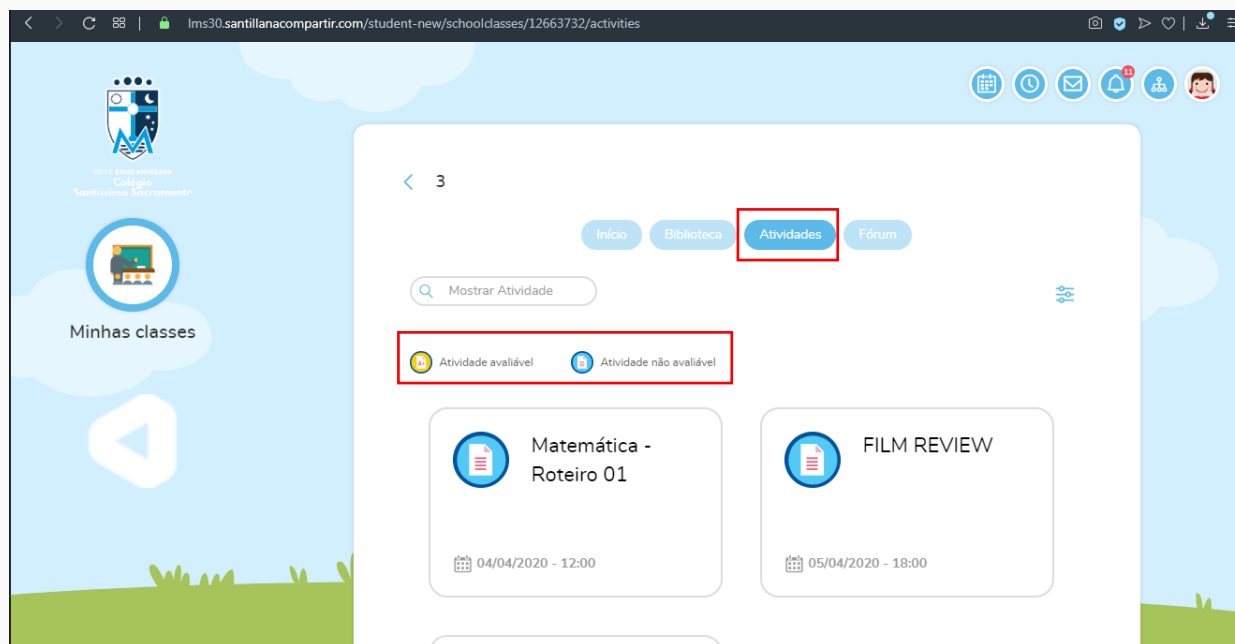 lms30.santillanacompartir.com/student-new/schoolclasses/12663732/activities
11
REDE EDUCAMISSAMI
Colégio
Santíssimo Sacramento
3
Início Biblioteca Atividades Fórum
Mostrar Atividade
Minhas classes
A+ Atividade avaliável Atividade não avaliável
Matemática -
Roteiro 01
FILM REVIEW
04/04/2020 - 12:00
05/04/2020 - 18:00